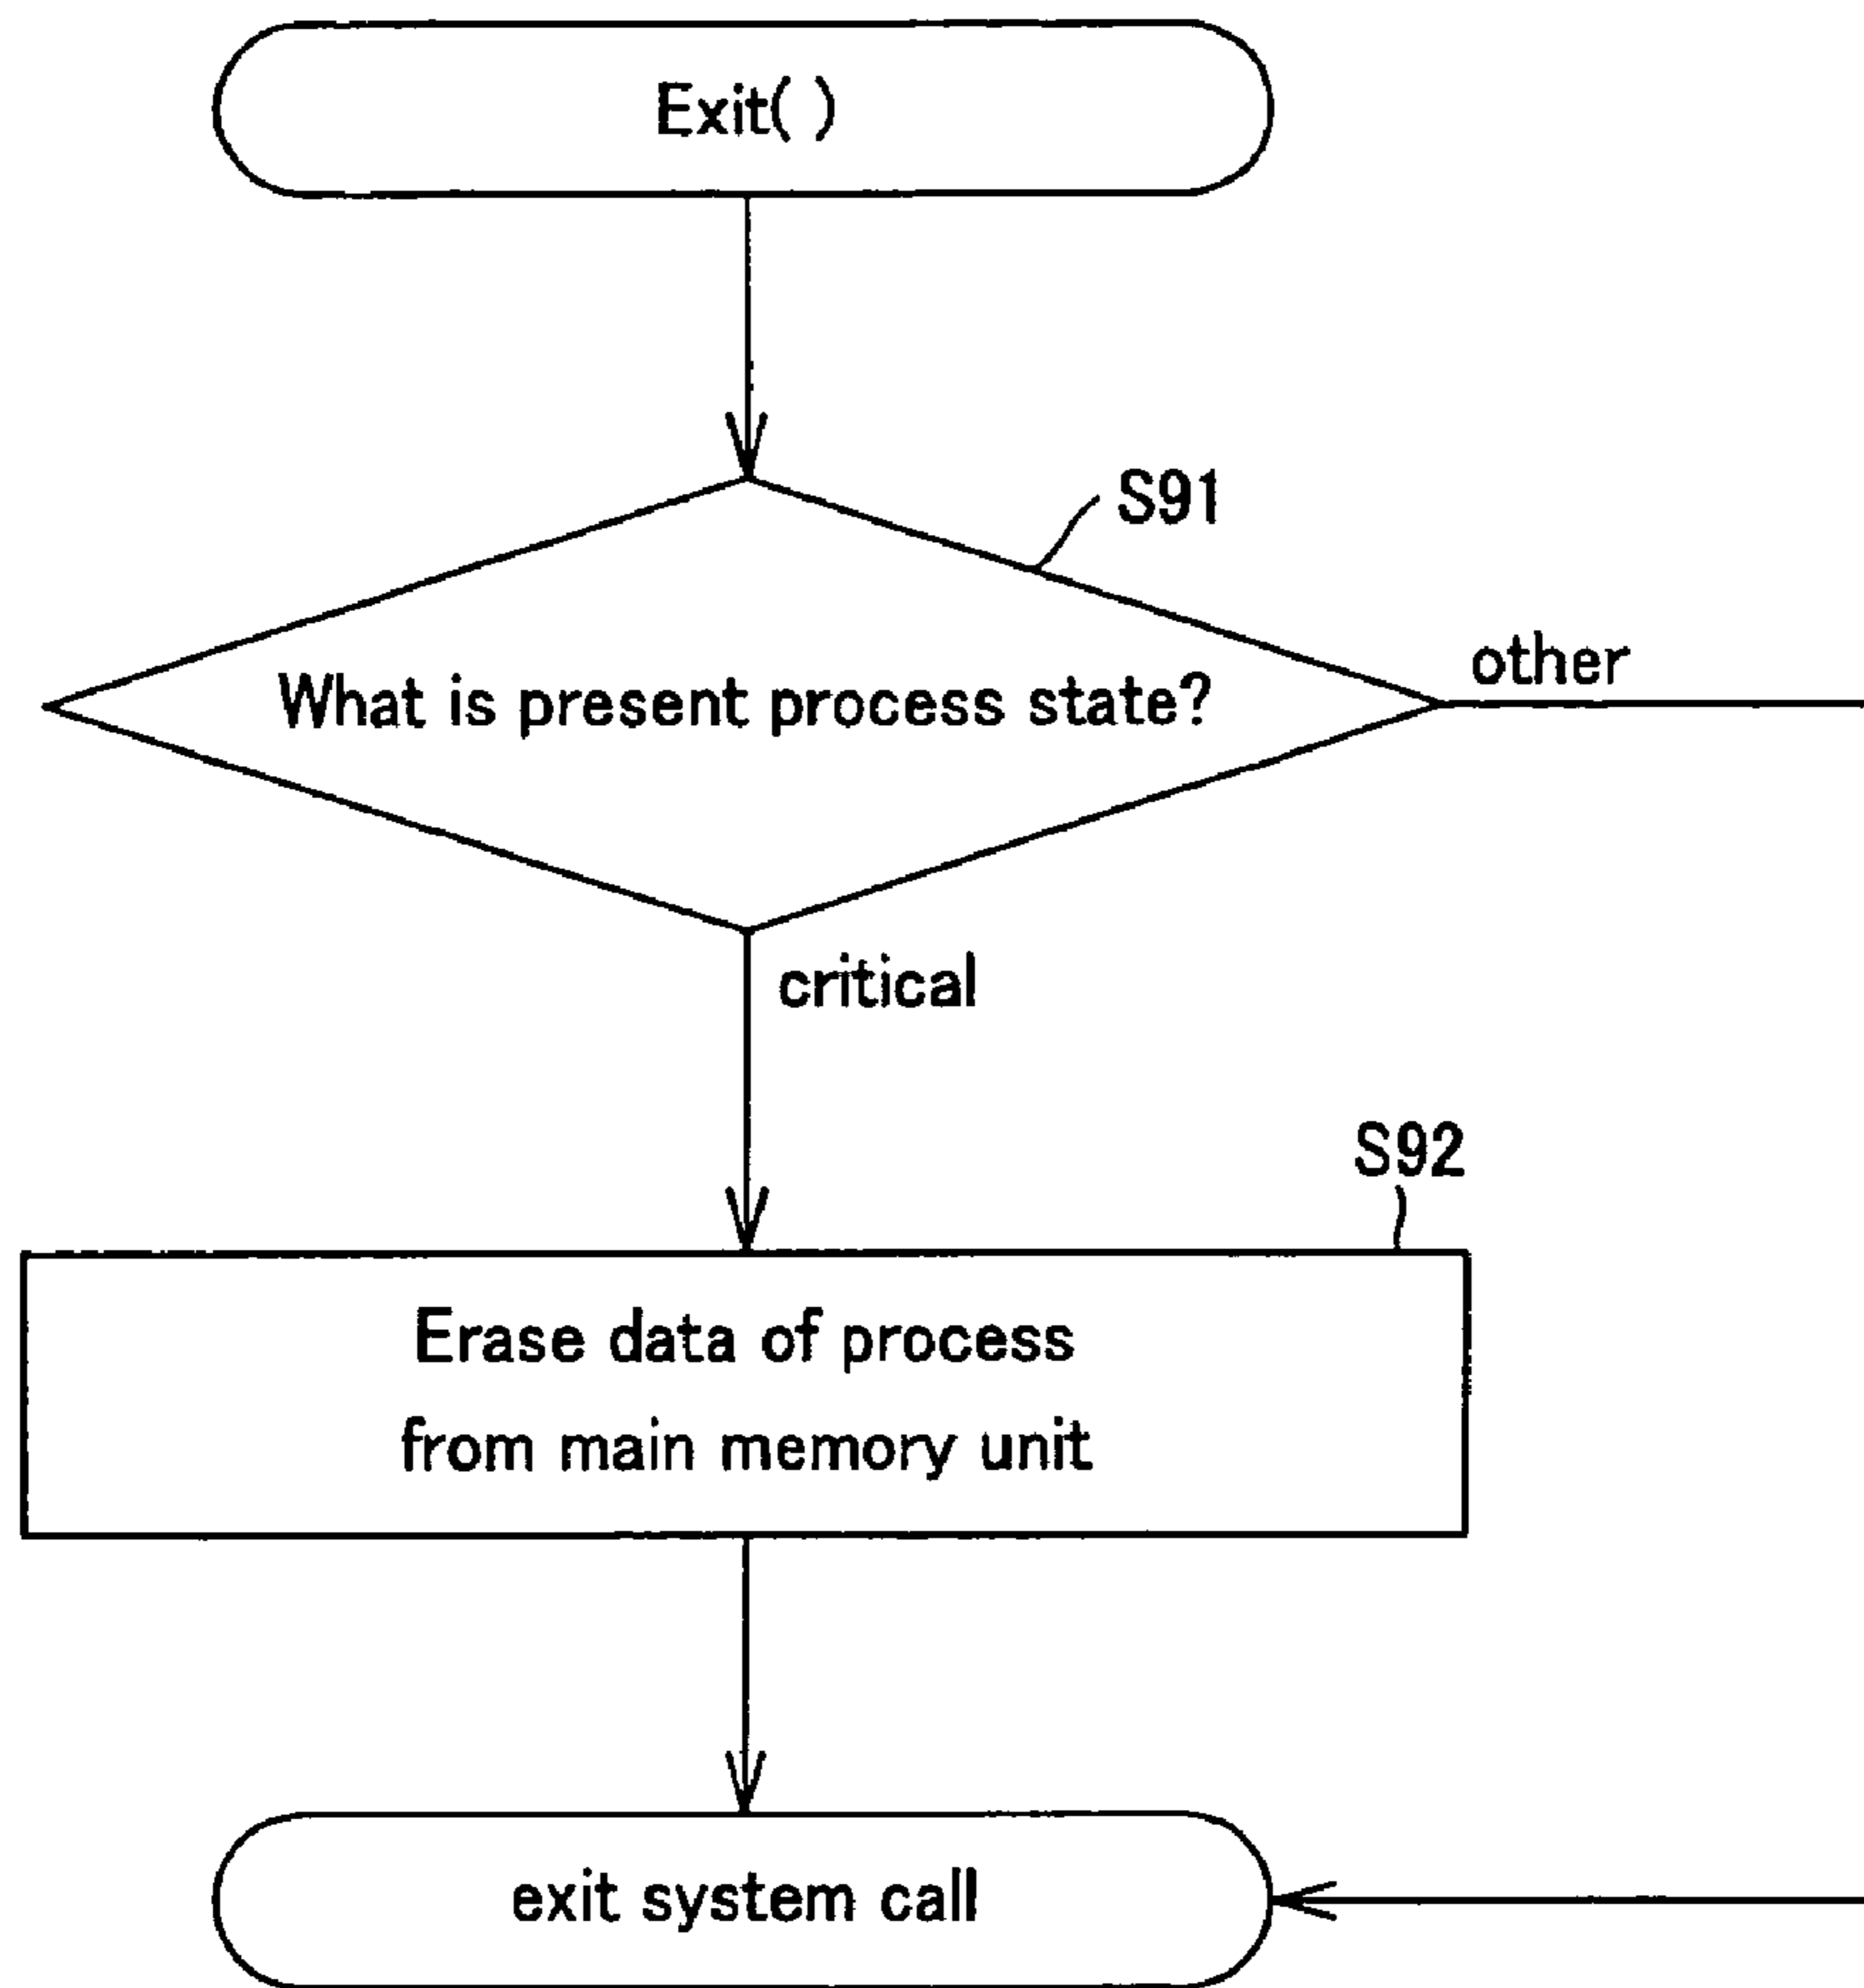 Exit( )
S91
What is present process state?
other
critical
S92
Erase data of process
from main memory unit
exit system call